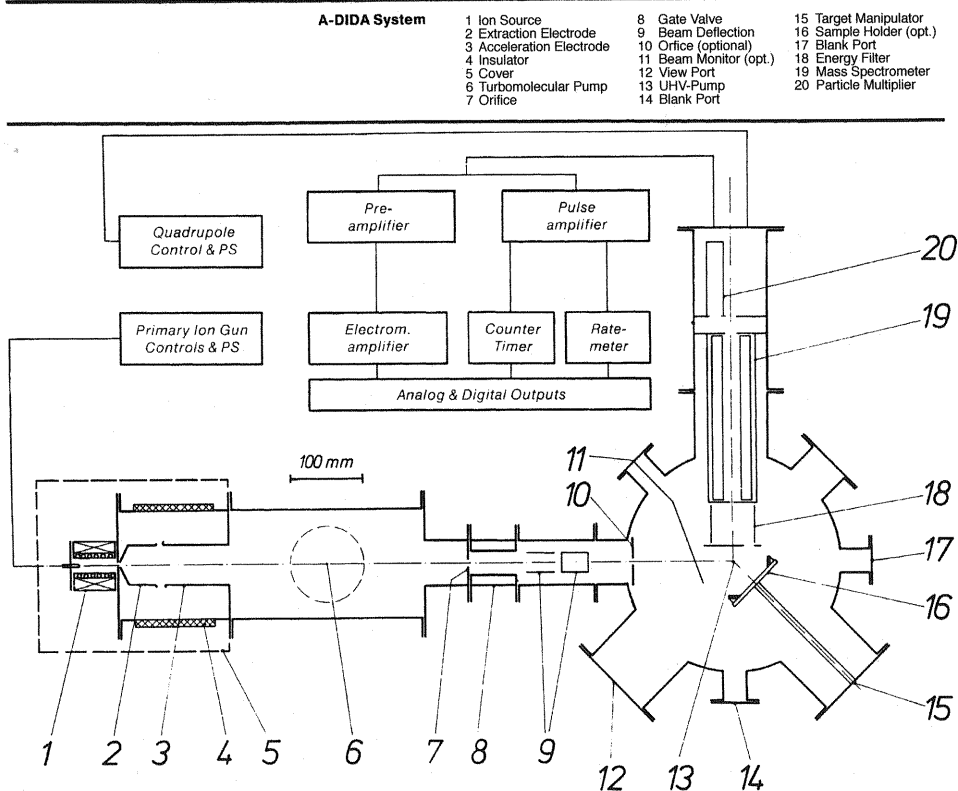 A-DIDA System
1 Ion Source
2 Extraction Electrode
3 Acceleration Electrode
4 Insulator
5 Cover
6 Turbomolecular Pump
7 Orifice
8 Gate Valve
9 Beam Deflection
10 Orfice (optional)
11 Beam Monitor (opt.)
12 View Port
13 UHV-Pump
14 Blank Port
15 Target Manipulator
16 Sample Holder (opt.)
17 Blank Port
18 Energy Filter
19 Mass Spectrometer
20 Particle Multiplier
Quadrupole
Control & PS
Pre-
amplifier
Pulse
amplifier
Primary Ion Gun
Controls & PS
Electrom.
amplifier
Counter
Timer
Rate-
meter
Analog & Digital Outputs
100 mm
20
19
11
10
18
17
16
15
1
2
3
4
5
6
7
8
9
12
13
14